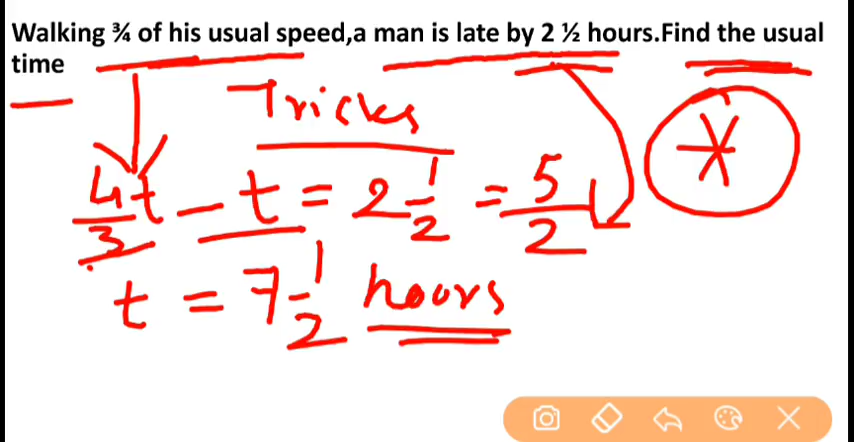 Walking ¾ of his usual speed,a man is late by 2 ½ hours.Find the usual
time
Tricks
4/3 t - t = 2 1/2 = 5/2
t = 7 1/2 hours